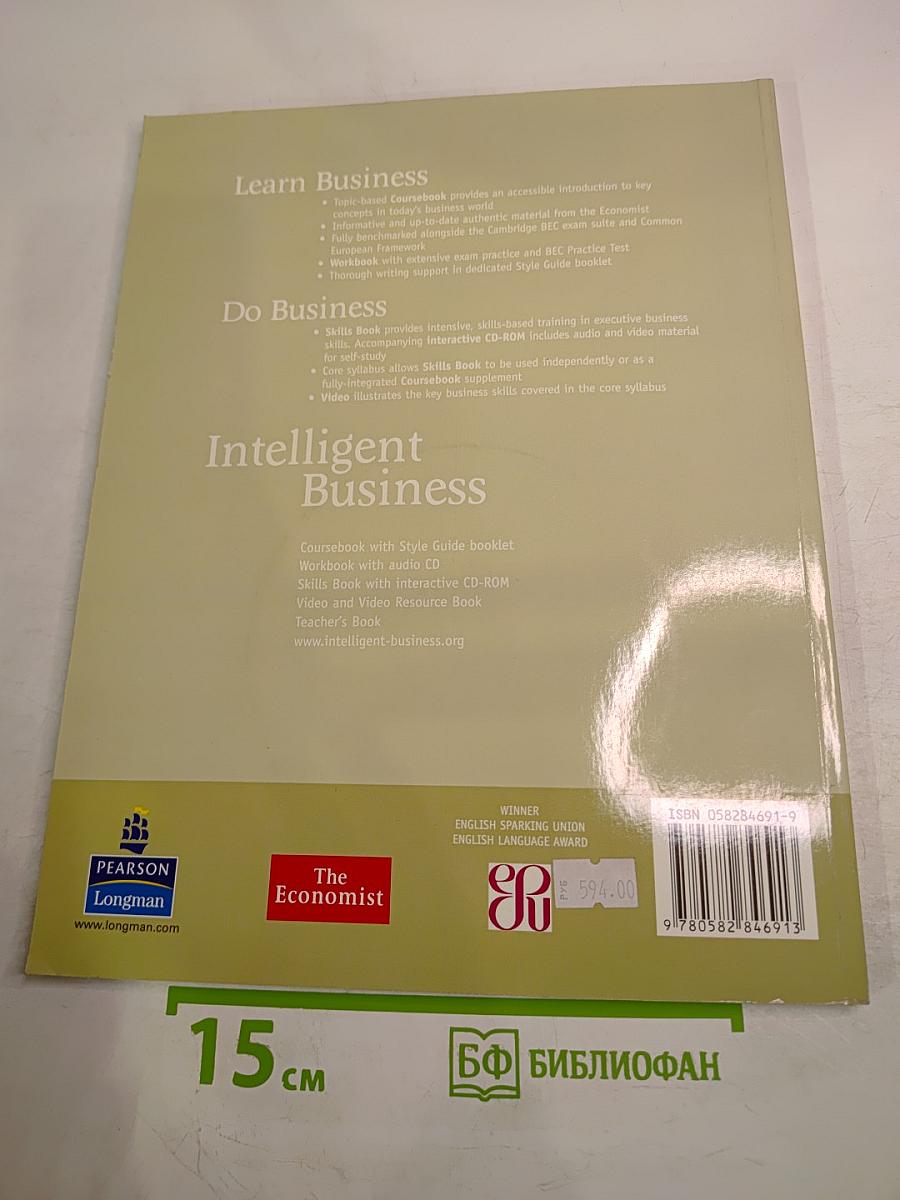 Learn Business
• Topic-based Coursebook provides an accessible introduction to key
concepts in today's business world
• Informative and up-to-date authentic material from the Economist
• Fully benchmarked alongside the Cambridge BEC exam suite and Common
European Framework
• Workbook with extensive exam practice and BEC Practice Test
• Thorough writing support in dedicated Style Guide booklet
Do Business
• Skills Book provides intensive, skills-based training in executive business
skills. Accompanying interactive CD-ROM includes audio and video material
for self-study
• Core syllabus allows Skills Book to be used independently or as a
fully-integrated Coursebook supplement
• Video illustrates the key business skills covered in the core syllabus
Intelligent
Business
Coursebook with Style Guide booklet
Workbook with audio CD
Skills Book with interactive CD-ROM
Video and Video Resource Book
Teacher's Book
www.intelligent-business.org
PEARSON
Longman
www.longman.com
The
Economist
WINNER
ENGLISH SPARKING UNION
ENGLISH LANGUAGE AWARD
РУБ 594.00
ISBN 058284691-9
9 780582 846913
15 см
БФ БИБЛИОФАН